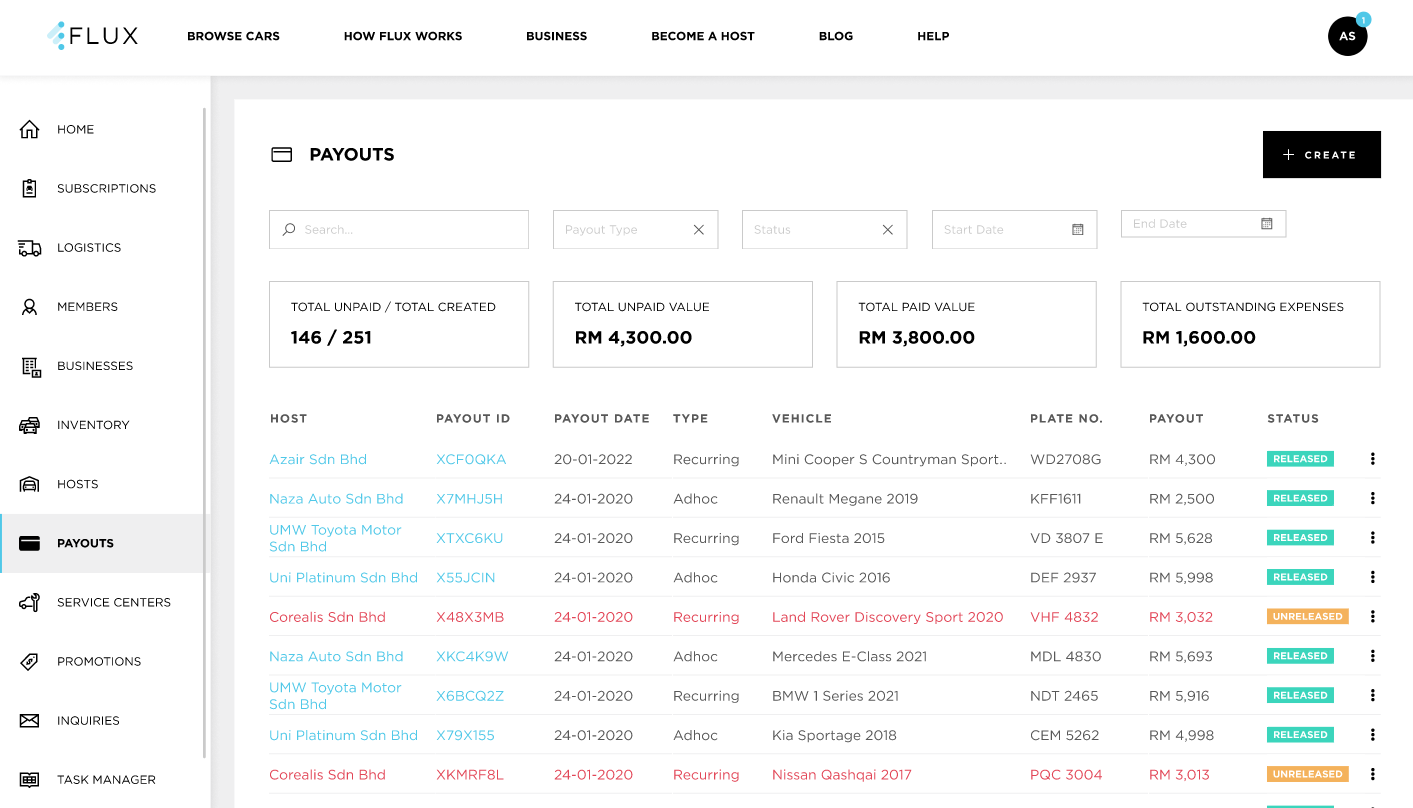 FLUX
BROWSE CARS
HOW FLUX WORKS
BUSINESS
BECOME A HOST
BLOG
HELP
AS
1
HOME
SUBSCRIPTIONS
LOGISTICS
MEMBERS
BUSINESSES
INVENTORY
HOSTS
PAYOUTS
SERVICE CENTERS
PROMOTIONS
INQUIRIES
TASK MANAGER
PAYOUTS
CREATE
Search...
Payout Type
Status
Start Date
End Date
TOTAL UNPAID / TOTAL CREATED
146 / 251
TOTAL UNPAID VALUE
RM 4,300.00
TOTAL PAID VALUE
RM 3,800.00
TOTAL OUTSTANDING EXPENSES
RM 1,600.00
HOST PAYOUT ID PAYOUT DATE TYPE VEHICLE PLATE NO. PAYOUT STATUS
Azair Sdn Bhd XCF0QKA 20-01-2022 Recurring Mini Cooper S Countryman Sport.. WD2708G RM 4,300 RELEASED
Naza Auto Sdn Bhd X7MHJ5H 24-01-2020 Adhoc Renault Megane 2019 KFF1611 RM 2,500 RELEASED
UMW Toyota Motor
Sdn Bhd XTXC6KU 24-01-2020 Recurring Ford Fiesta 2015 VD 3807 E RM 5,628 RELEASED
Uni Platinum Sdn Bhd X55JCIN 24-01-2020 Adhoc Honda Civic 2016 DEF 2937 RM 5,998 RELEASED
Corealis Sdn Bhd X48X3MB 24-01-2020 Recurring Land Rover Discovery Sport 2020 VHF 4832 RM 3,032 UNRELEASED
Naza Auto Sdn Bhd XKC4K9W 24-01-2020 Adhoc Mercedes E-Class 2021 MDL 4830 RM 5,693 RELEASED
UMW Toyota Motor
Sdn Bhd X6BCQ2Z 24-01-2020 Recurring BMW 1 Series 2021 NDT 2465 RM 5,916 RELEASED
Uni Platinum Sdn Bhd X79X155 24-01-2020 Adhoc Kia Sportage 2018 CEM 5262 RM 4,998 RELEASED
Corealis Sdn Bhd XKMRF8L 24-01-2020 Recurring Nissan Qashqai 2017 PQC 3004 RM 3,013 UNRELEASED